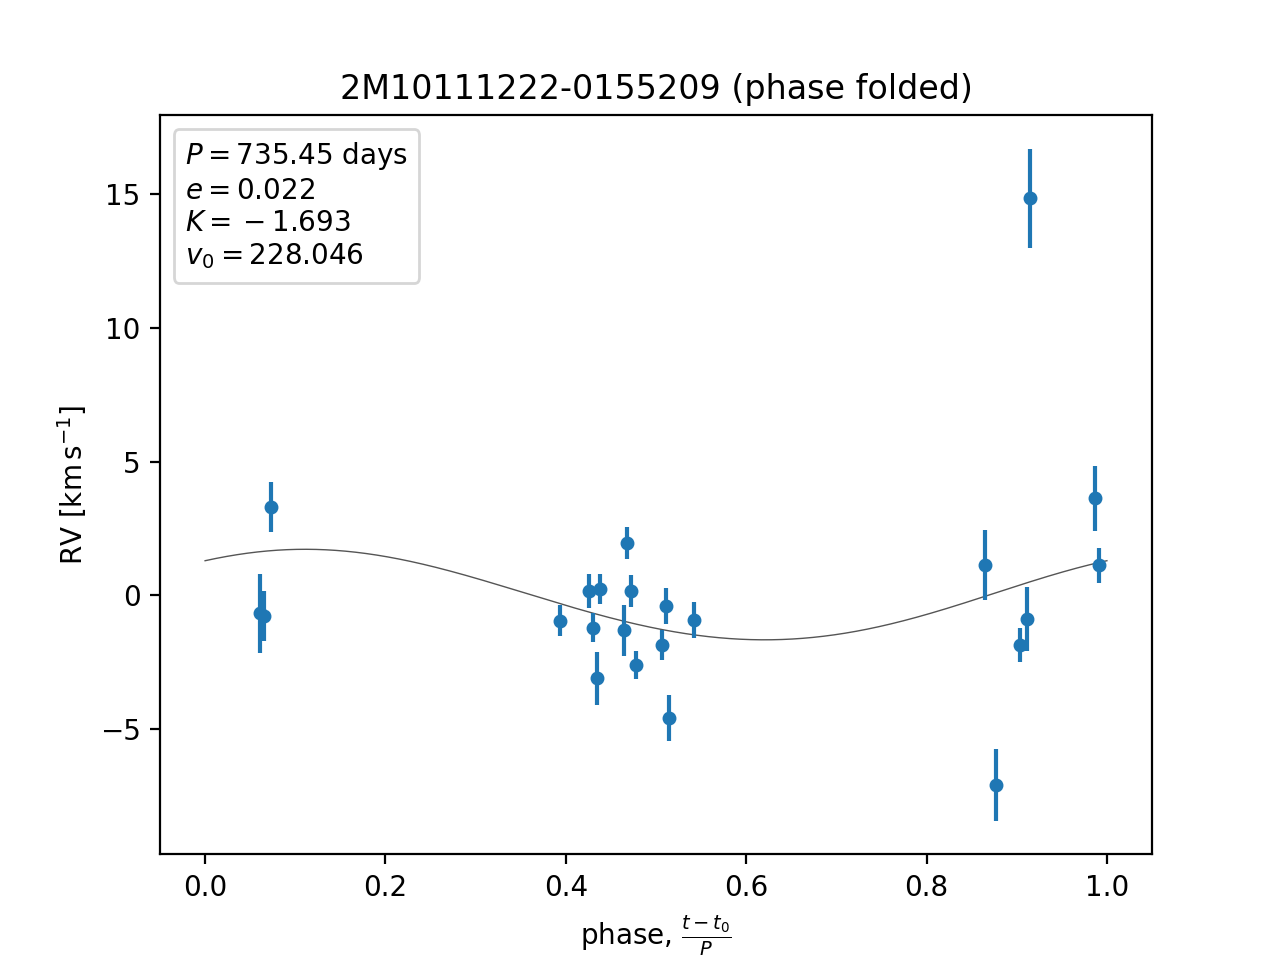 2M10111222-0155209 (phase folded)
P = 735.45 days
e = 0.022
K = −1.693
v₀ = 228.046
15
10
5
0
−5
RV [km s⁻¹]
0.0 0.2 0.4 0.6 0.8 1.0
phase, (t − t₀)/P